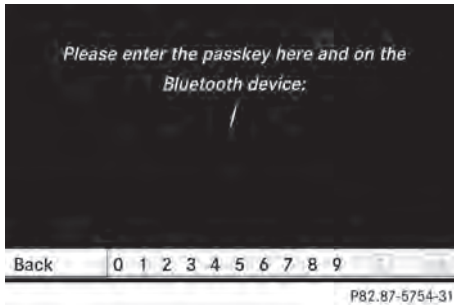 Please enter the passkey here and on the
Bluetooth device:
Back 0 1 2 3 4 5 6 7 8 9
P82.87-5754-31